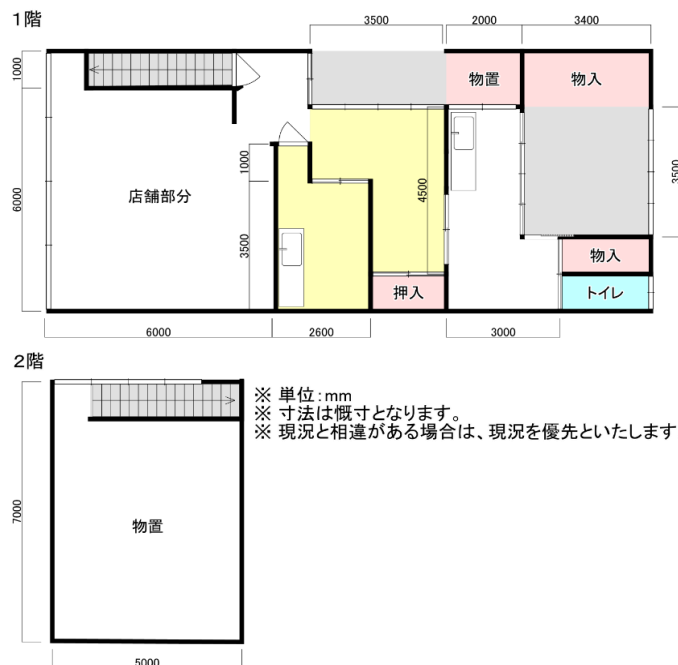 1階
3500
2000
3400
1000
物置
物入
6000
店舗部分
1000
4500
3500
3500
物入
押入
トイレ
6000
2600
3000
2階
※ 単位:mm
※ 寸法は慨寸となります。
※ 現況と相違がある場合は、現況を優先といたします
7000
物置
5000